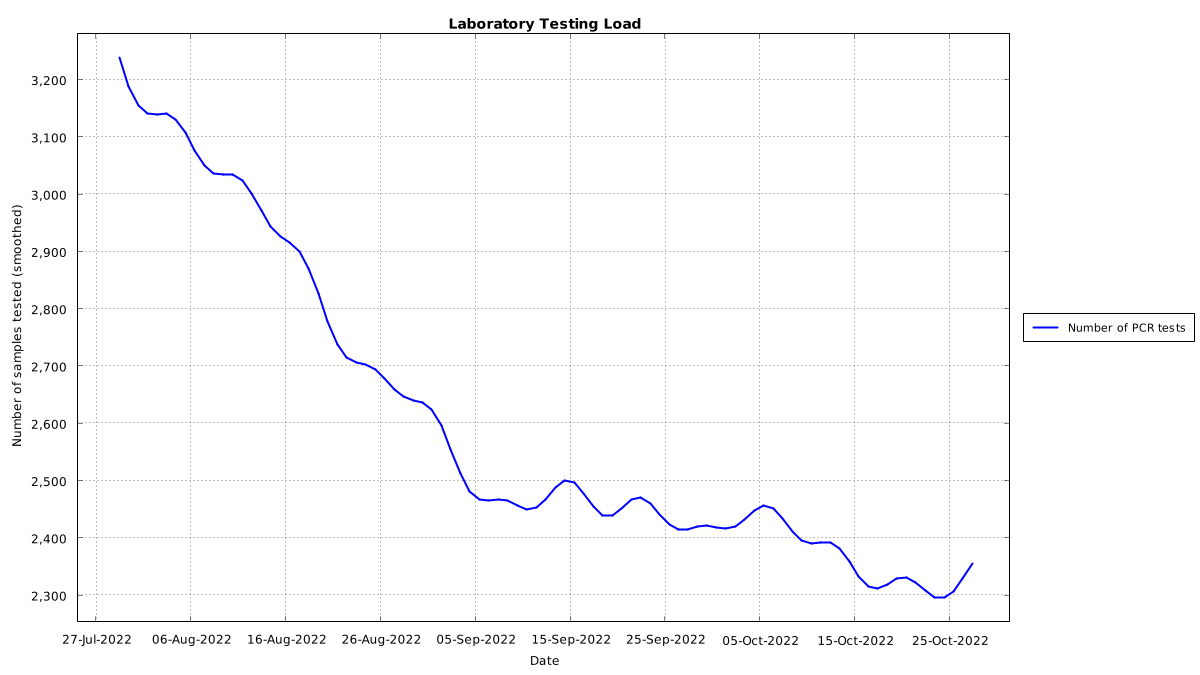 Laboratory Testing Load
Number of samples tested (smoothed)
3,200
3,100
3,000
2,900
2,800
2,700
2,600
2,500
2,400
2,300
27-Jul-2022 06-Aug-2022 16-Aug-2022 26-Aug-2022 05-Sep-2022 15-Sep-2022 25-Sep-2022 05-Oct-2022 15-Oct-2022 25-Oct-2022
Date
Number of PCR tests